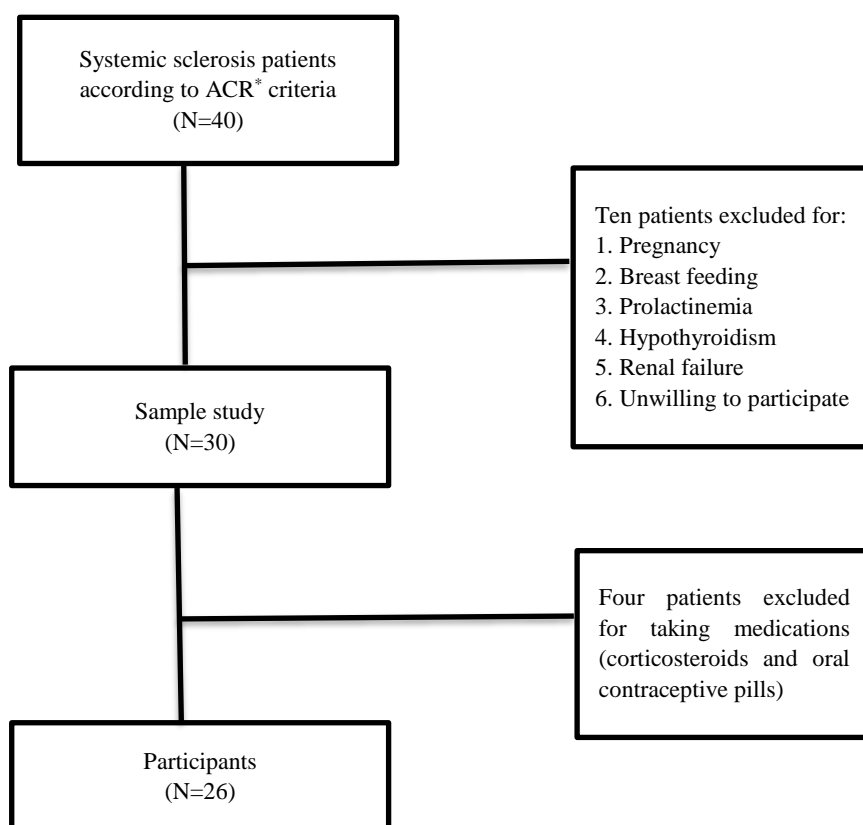 Systemic sclerosis patients
according to ACR* criteria
(N=40)
Ten patients excluded for:
1. Pregnancy
2. Breast feeding
3. Prolactinemia
4. Hypothyroidism
5. Renal failure
6. Unwilling to participate
Sample study
(N=30)
Four patients excluded
for taking medications
(corticosteroids and oral
contraceptive pills)
Participants
(N=26)